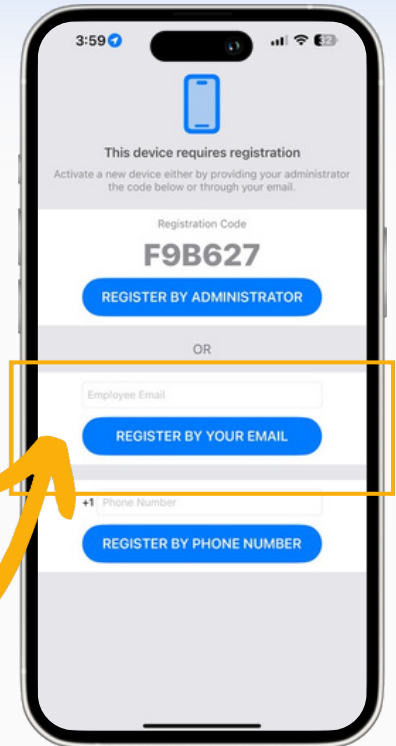 3:59
32
This device requires registration
Activate a new device either by providing your administrator
the code below or through your email.
Registration Code
F9B627
REGISTER BY ADMINISTRATOR
OR
Employee Email
REGISTER BY YOUR EMAIL
+1 Phone Number
REGISTER BY PHONE NUMBER